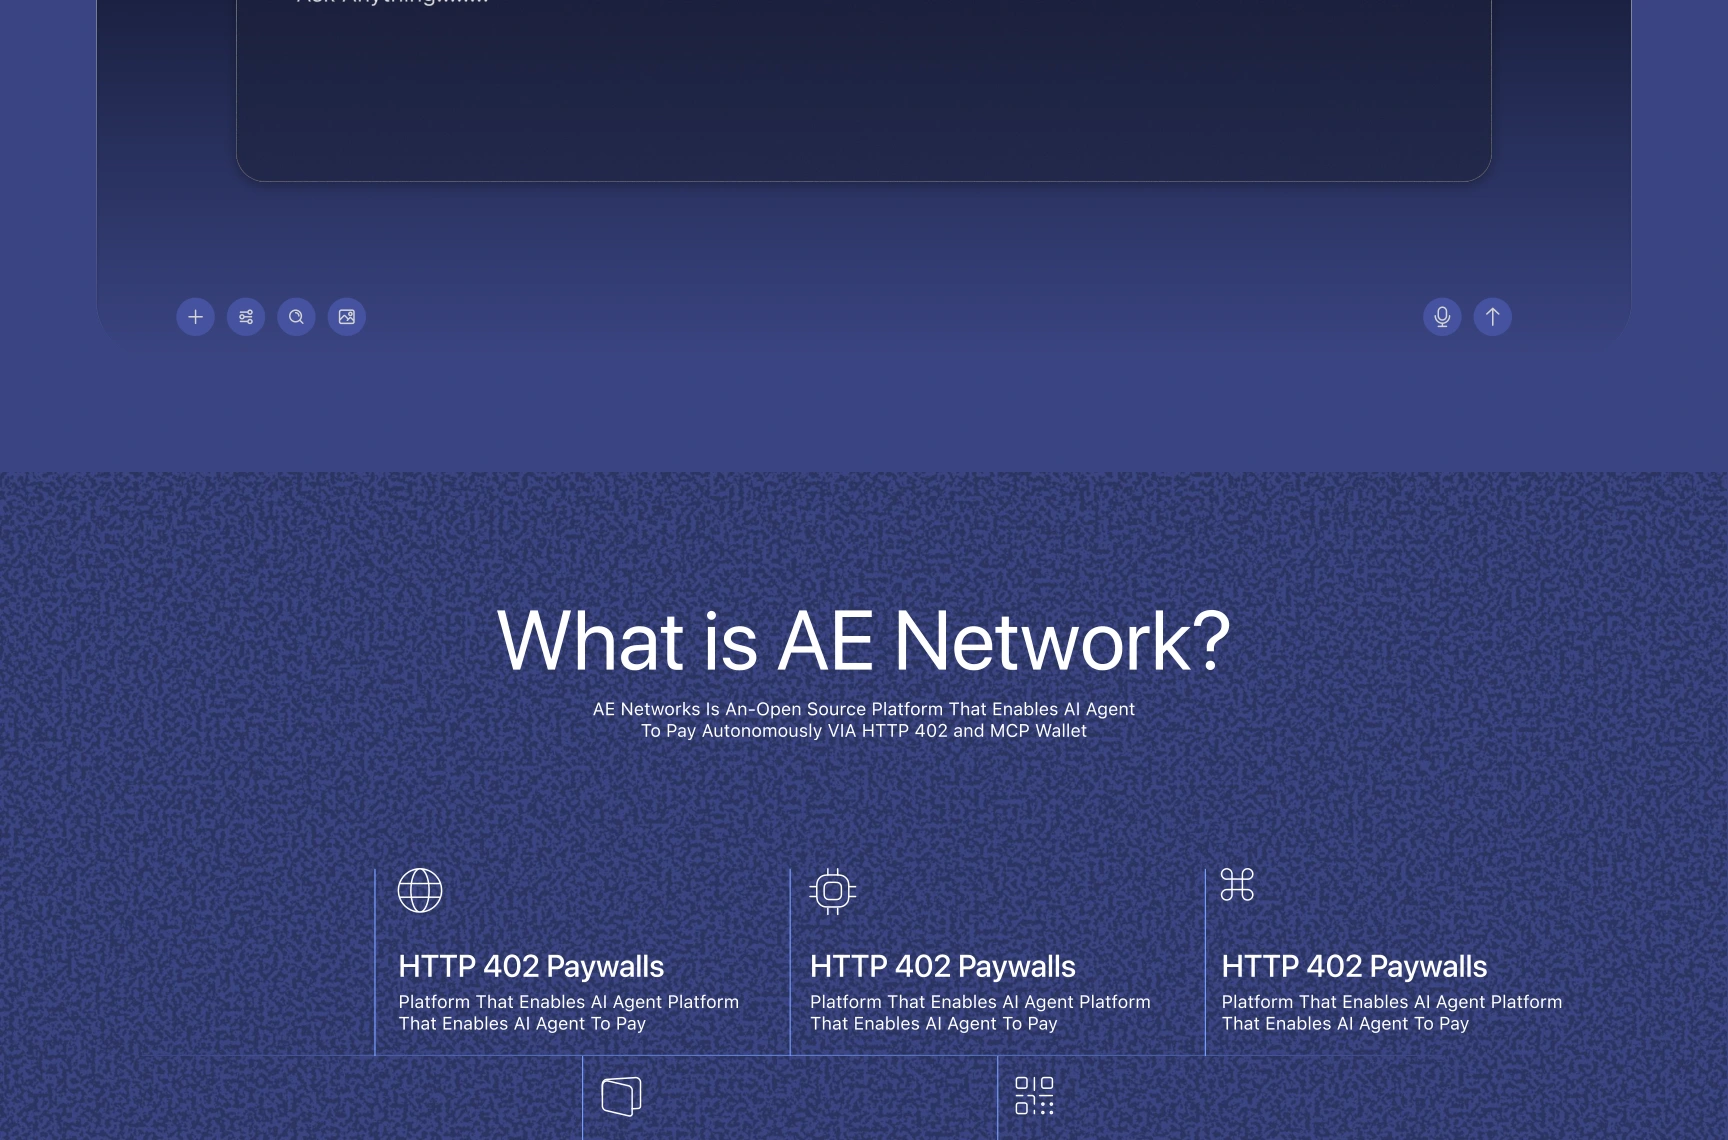 Ask Anything.......
What is AE Network?
AE Networks Is An-Open Source Platform That Enables AI Agent
To Pay Autonomously VIA HTTP 402 and MCP Wallet
HTTP 402 Paywalls
Platform That Enables AI Agent Platform
That Enables AI Agent To Pay
HTTP 402 Paywalls
Platform That Enables AI Agent Platform
That Enables AI Agent To Pay
HTTP 402 Paywalls
Platform That Enables AI Agent Platform
That Enables AI Agent To Pay